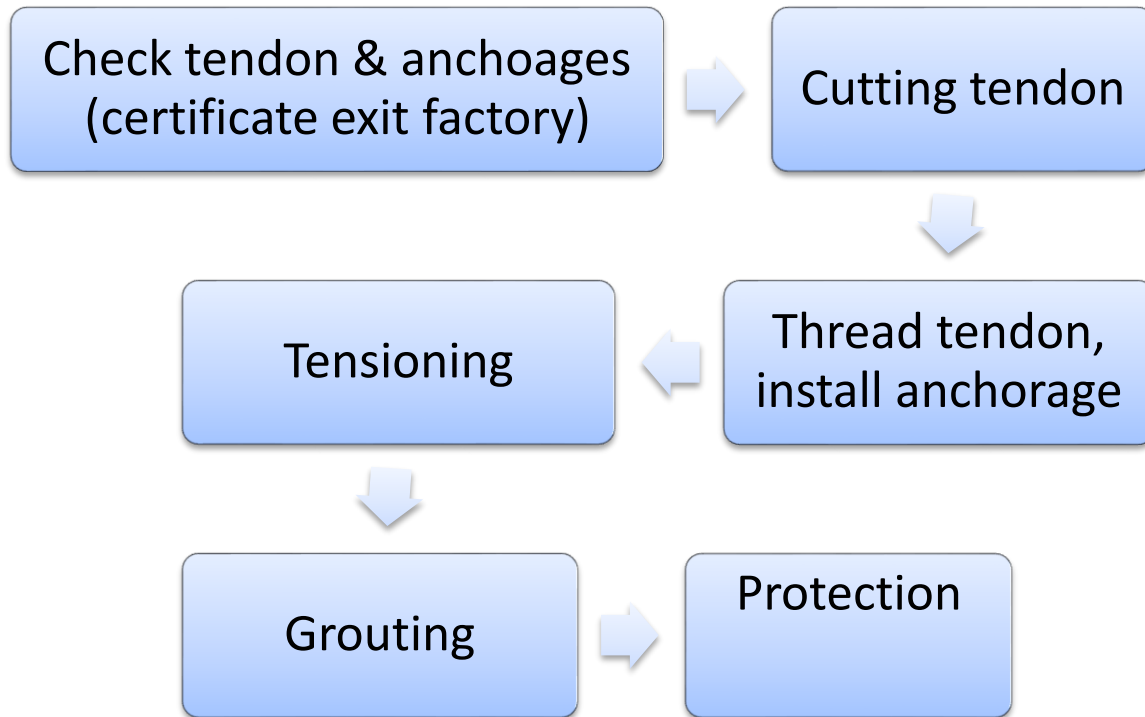 Check tendon & anchoages
(certificate exit factory)
Cutting tendon
Thread tendon,
install anchorage
Tensioning
Grouting
Protection